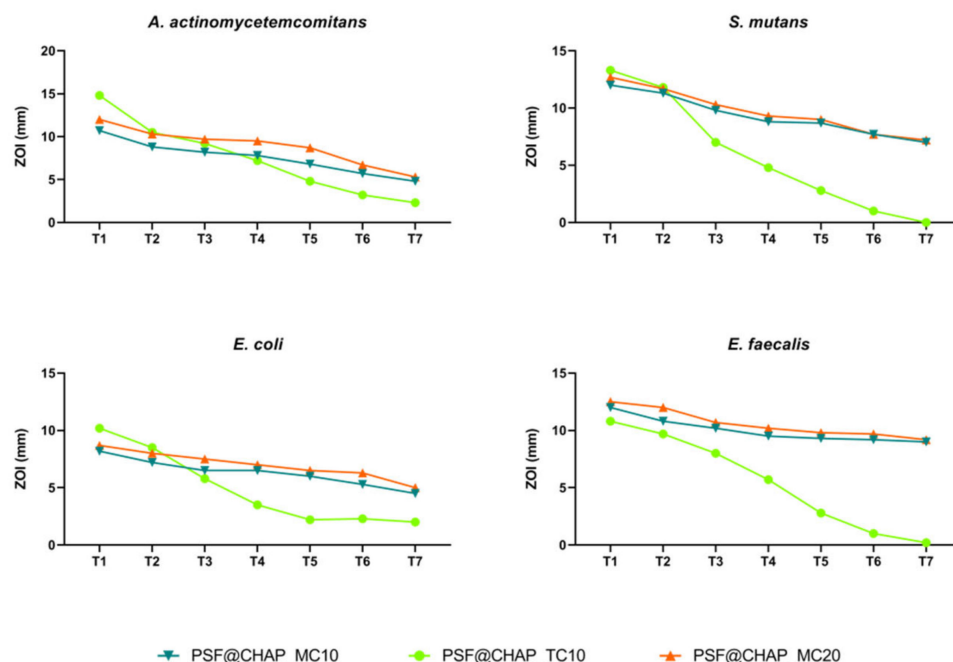 A. actinomycetemcomitans
20
15
10
5
0
ZOI (mm)
T1 T2 T3 T4 T5 T6 T7
S. mutans
15
10
5
0
ZOI (mm)
T1 T2 T3 T4 T5 T6 T7
E. coli
15
10
5
0
ZOI (mm)
T1 T2 T3 T4 T5 T6 T7
E. faecalis
15
10
5
0
ZOI (mm)
T1 T2 T3 T4 T5 T6 T7
PSF@CHAP_MC10 PSF@CHAP_TC10 PSF@CHAP_MC20